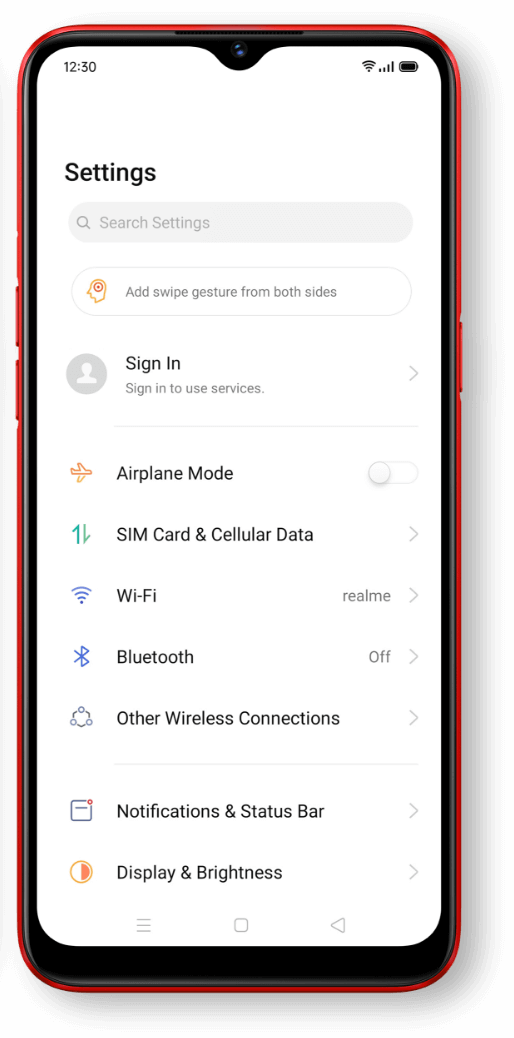 12:30
Settings
Search Settings
Add swipe gesture from both sides
Sign In
Sign in to use services.
Airplane Mode
SIM Card & Cellular Data
Wi-Fi realme
Bluetooth Off
Other Wireless Connections
Notifications & Status Bar
Display & Brightness